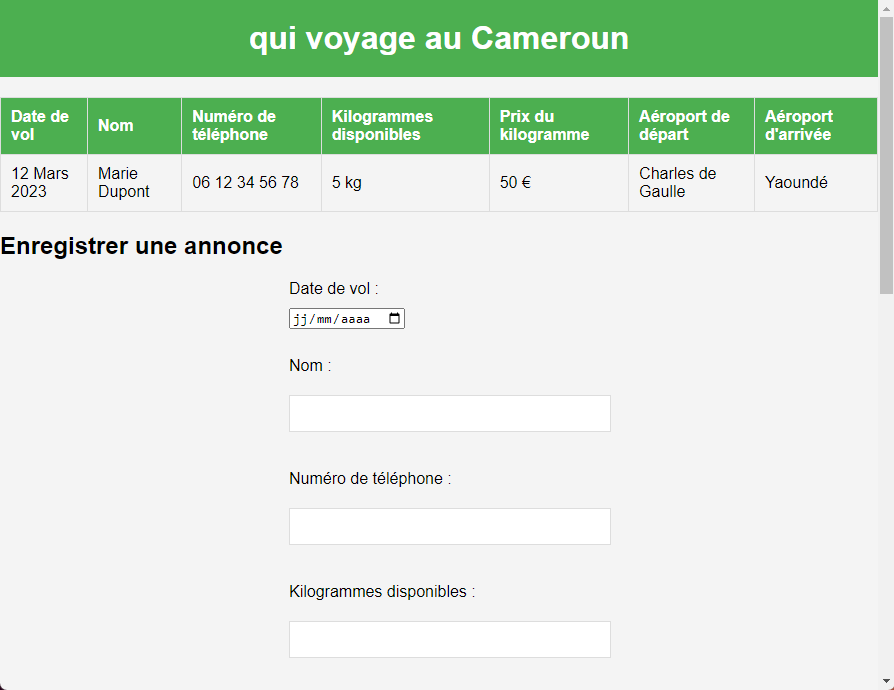 qui voyage au Cameroun
Date de vol Nom Numéro de téléphone Kilogrammes disponibles Prix du kilogramme Aéroport de départ Aéroport d'arrivée
12 Mars 2023 Marie Dupont 06 12 34 56 78 5 kg 50 € Charles de Gaulle Yaoundé
Enregistrer une annonce
Date de vol :
jj/mm/aaaa
Nom :
Numéro de téléphone :
Kilogrammes disponibles :